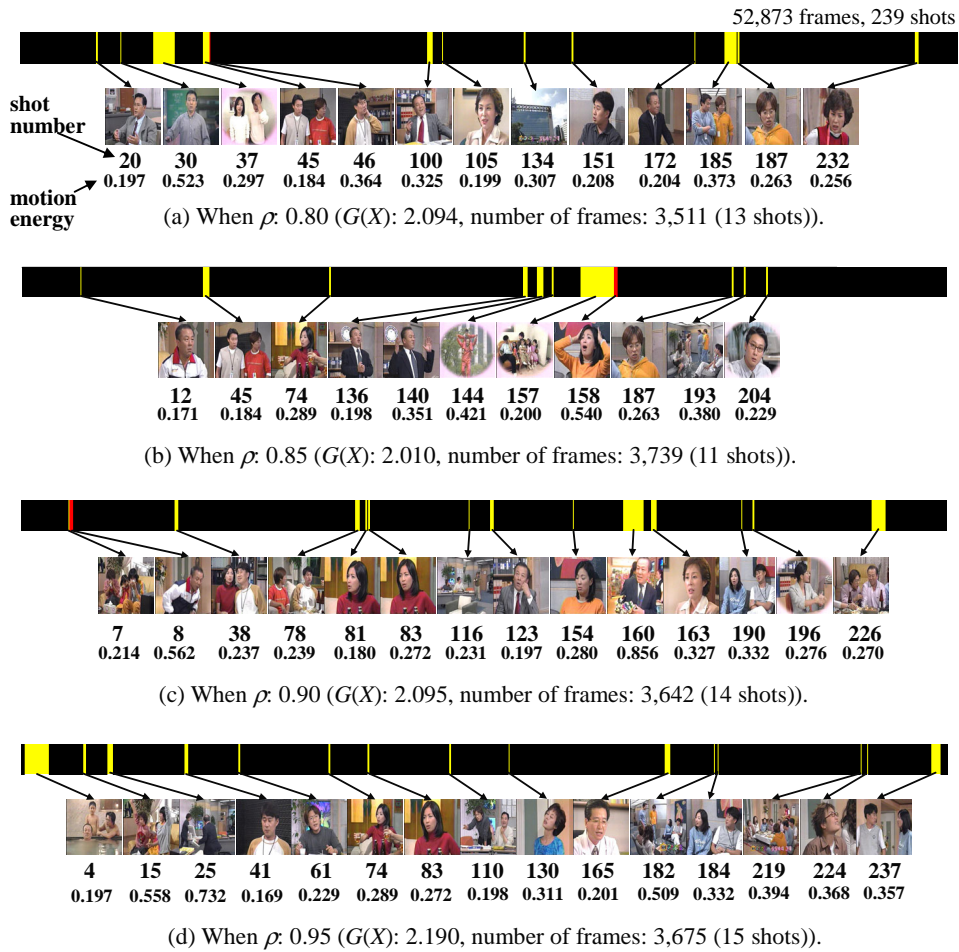 52,873 frames, 239 shots
shot
number
20 30 37 45 46 100 105 134 151 172 185 187 232
0.197 0.523 0.297 0.184 0.364 0.325 0.199 0.307 0.208 0.204 0.373 0.263 0.256
motion
energy
(a) When ρ: 0.80 (G(X): 2.094, number of frames: 3,511 (13 shots)).
12 45 74 136 140 144 157 158 187 193 204
0.171 0.184 0.289 0.198 0.351 0.421 0.200 0.540 0.263 0.380 0.229
(b) When ρ: 0.85 (G(X): 2.010, number of frames: 3,739 (11 shots)).
7 8 38 78 81 83 116 123 154 160 163 190 196 226
0.214 0.562 0.237 0.239 0.180 0.272 0.231 0.197 0.280 0.856 0.327 0.332 0.276 0.270
(c) When ρ: 0.90 (G(X): 2.095, number of frames: 3,642 (14 shots)).
4 15 25 41 61 74 83 110 130 165 182 184 219 224 237
0.197 0.558 0.732 0.169 0.229 0.289 0.272 0.198 0.311 0.201 0.509 0.332 0.394 0.368 0.357
(d) When ρ: 0.95 (G(X): 2.190, number of frames: 3,675 (15 shots)).